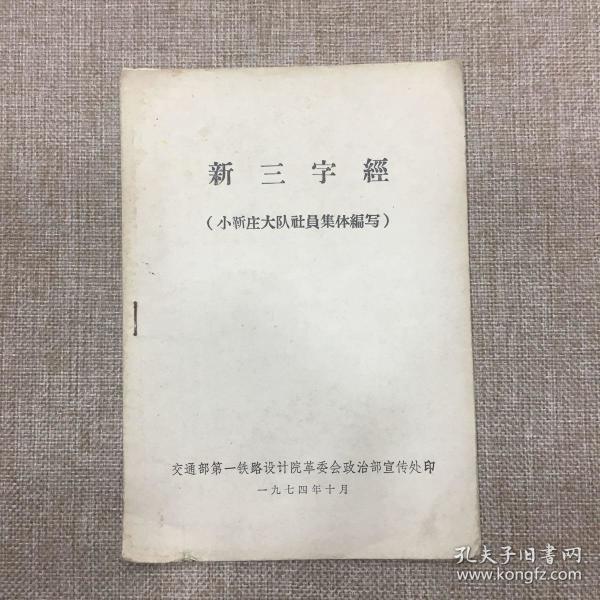 新三字經
（小靳庄大队社員集体編写）
交通部第一铁路设计院革委会政治部宣传处印
一九七四年十月
孔夫子旧書网
www.kongfz.com